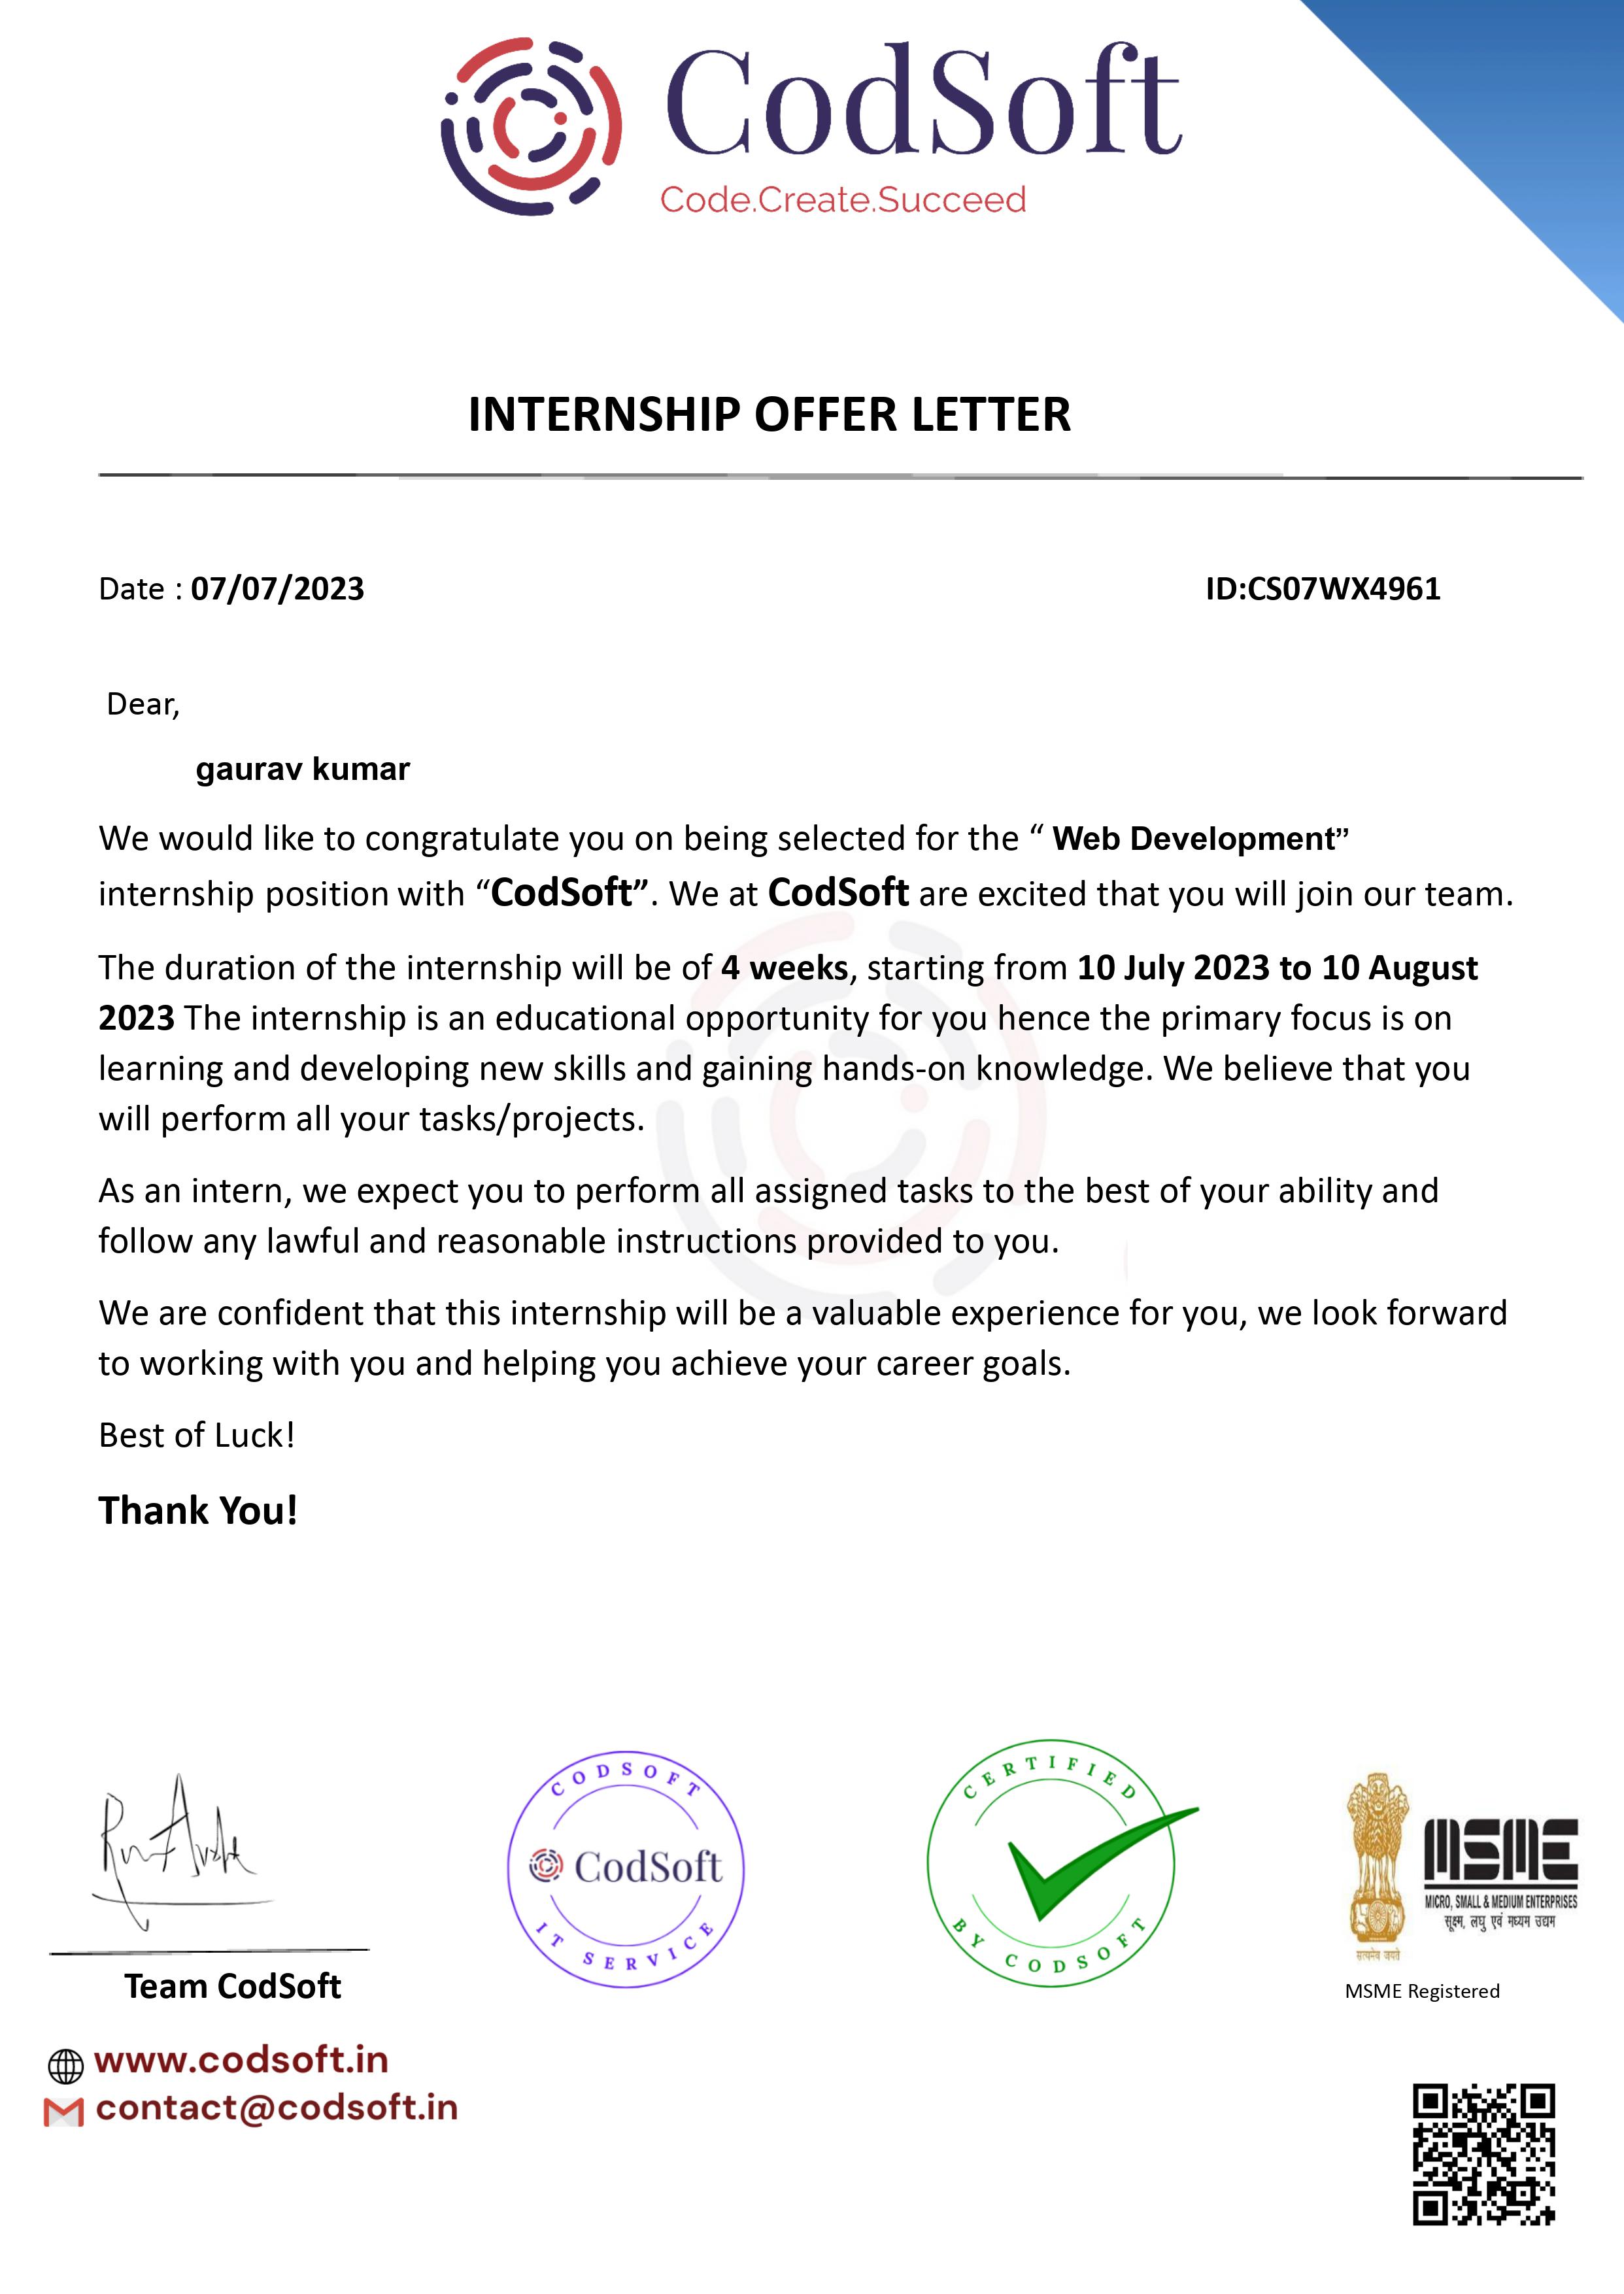 CodSoft
Code.Create.Succeed
INTERNSHIP OFFER LETTER
Date : 07/07/2023
ID:CS07WX4961
Dear,
gaurav kumar
We would like to congratulate you on being selected for the “ Web Development”
internship position with “CodSoft”. We at CodSoft are excited that you will join our team.
The duration of the internship will be of 4 weeks, starting from 10 July 2023 to 10 August
2023 The internship is an educational opportunity for you hence the primary focus is on
learning and developing new skills and gaining hands-on knowledge. We believe that you
will perform all your tasks/projects.
As an intern, we expect you to perform all assigned tasks to the best of your ability and
follow any lawful and reasonable instructions provided to you.
We are confident that this internship will be a valuable experience for you, we look forward
to working with you and helping you achieve your career goals.
Best of Luck!
Thank You!
Team CodSoft
CODSOFT
CodSoft
IT SERVICE
CERTIFIED
BY CODSOFT
सत्यमेव जयते
MSME
MICRO, SMALL & MEDIUM ENTERPRISES
सूक्ष्म, लघु एवं मध्यम उद्यम
MSME Registered
www.codsoft.in
contact@codsoft.in